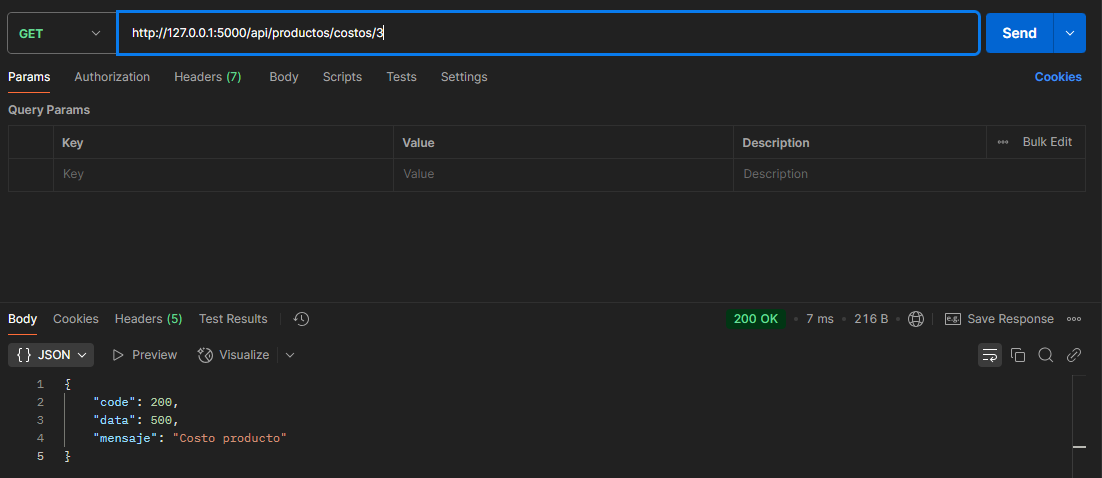 GET http://127.0.0.1:5000/api/productos/costos/3 Send
Params Authorization Headers (7) Body Scripts Tests Settings Cookies
Query Params
Key Value Description Bulk Edit
Key Value Description
Body Cookies Headers (5) Test Results 200 OK • 7 ms • 216 B • e.g. Save Response
{} JSON Preview Visualize
1 {
2 "code": 200,
3 "data": 500,
4 "mensaje": "Costo producto"
5 }